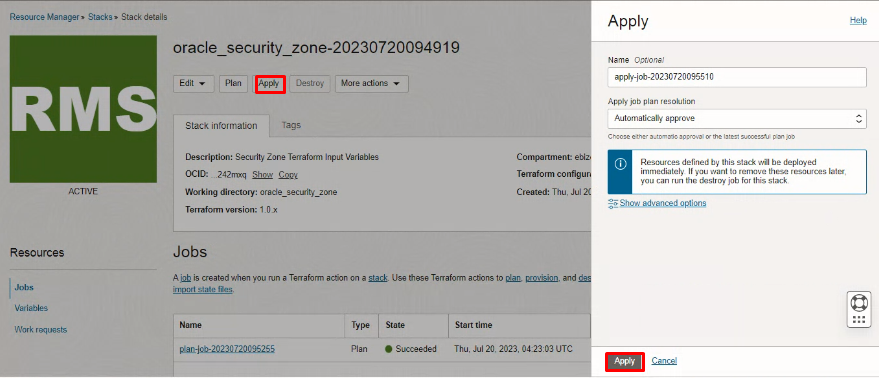 Resource Manager » Stacks » Stack details
RMS
ACTIVE
oracle_security_zone-20230720094919
Edit Plan Apply Destroy More actions
Stack information Tags
Description: Security Zone Terraform Input Variables
OCID: ...242mxq Show Copy
Working directory: oracle_security_zone
Terraform version: 1.0.x
Compartment: ebiz
Terraform configura
Created: Thu, Jul 20,
Resources
Jobs
Variables
Work requests
Jobs
A job is created when you run a Terraform action on a stack. Use these Terraform actions to plan, provision, and des
import state files.
Name Type State Start time
plan-job-20230720095255 Plan Succeeded Thu, Jul 20, 2023, 04:23:03 UTC
Apply Help
Name Optional
apply-job-20230720095510
Apply job plan resolution
Automatically approve
Choose either automatic approval or the latest successful plan job
Resources defined by this stack will be deployed
immediately. If you want to remove these resources later,
you can run the destroy job for this stack.
Show advanced options
Apply Cancel